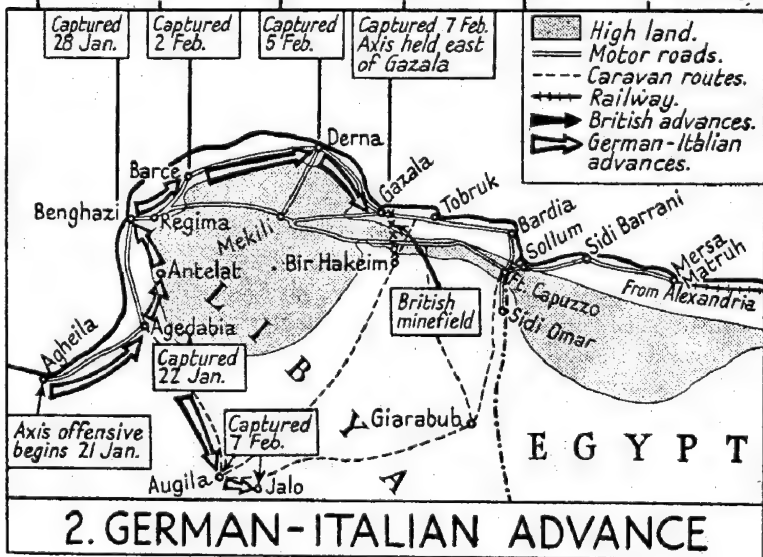 Captured
28 Jan.
Captured
2 Feb.
Captured
5 Feb.
Captured 7 Feb.
Axis held east
of Gazala
High land.
Motor roads.
Caravan routes.
Railway.
British advances.
German-Italian
advances.
Derna
Barce
Gazala
Tobruk
Benghazi
Regima
Mekili
Bardia
Sollum
Sidi Barrani
Mersa
Matruh
Antelat
Bir Hakeim
British
minefield
Ft. Capuzzo
From Alexandria
Sidi Omar
Agheila
Agedabia
Captured
22 Jan.
LIBYA
Axis offensive
begins 21 Jan.
Captured
7 Feb.
Giarabub
EGYPT
Augila
Jalo
2. GERMAN-ITALIAN ADVANCE